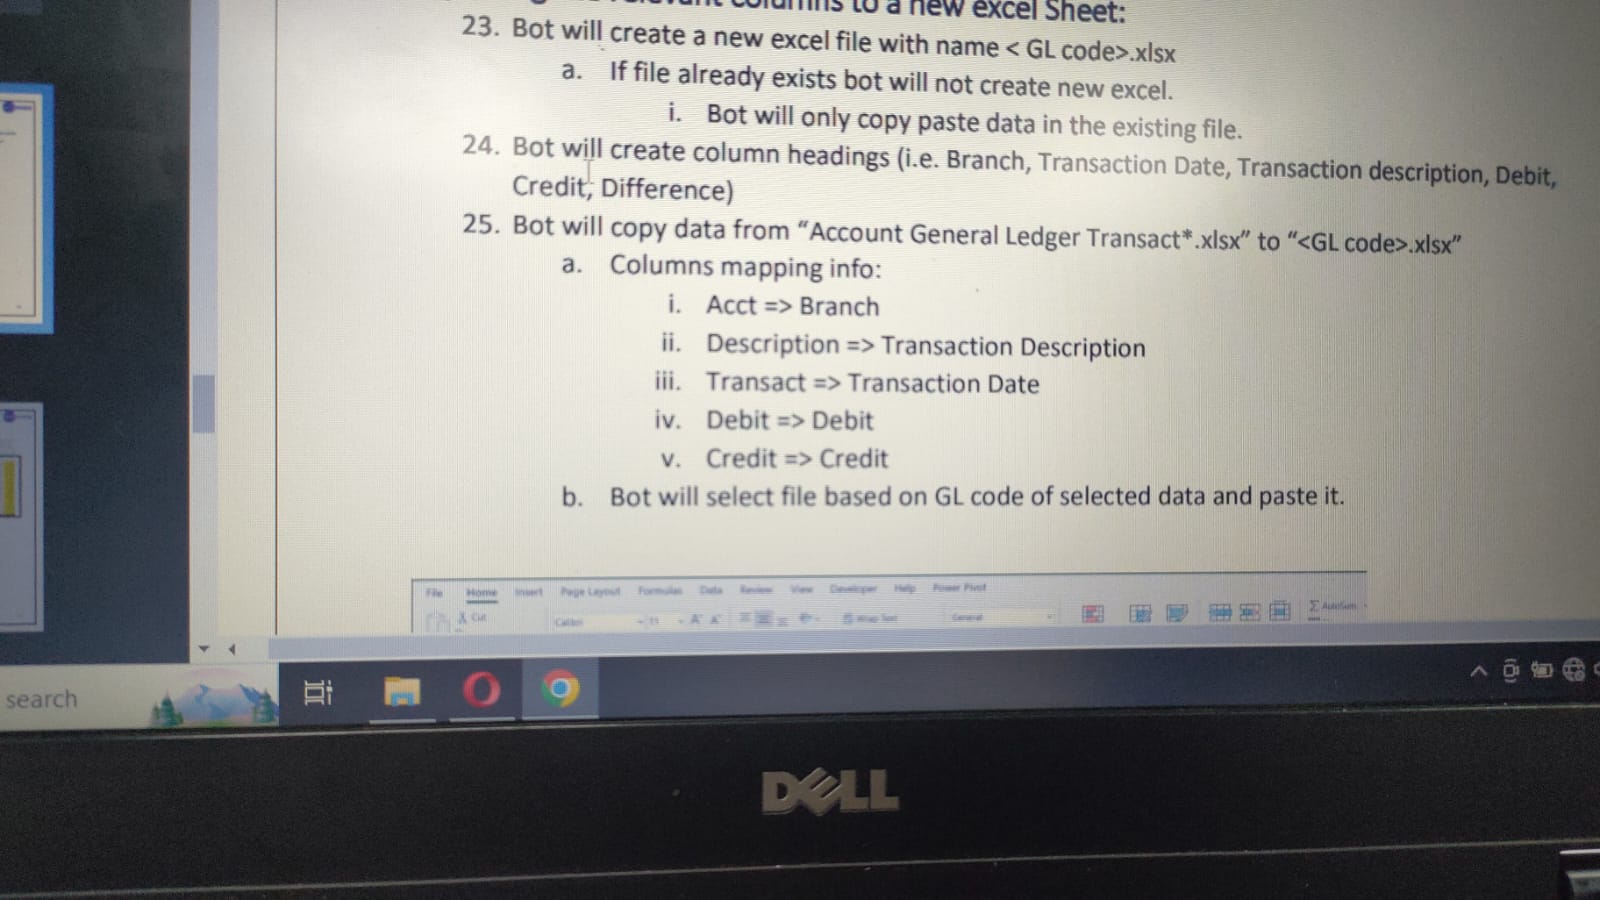 columns to a new excel Sheet:
23. Bot will create a new excel file with name < GL code>.xlsx
a. If file already exists bot will not create new excel.
i. Bot will only copy paste data in the existing file.
24. Bot will create column headings (i.e. Branch, Transaction Date, Transaction description, Debit,
Credit, Difference)
25. Bot will copy data from “Account General Ledger Transact*.xlsx” to “<GL code>.xlsx”
a. Columns mapping info:
i. Acct => Branch
ii. Description => Transaction Description
iii. Transact => Transaction Date
iv. Debit => Debit
v. Credit => Credit
b. Bot will select file based on GL code of selected data and paste it.
File Home Insert Page Layout Formulas Data Review View Developer Help Power Pivot
Cut Calibri 11 Wrap Text General AutoSum
search
DELL